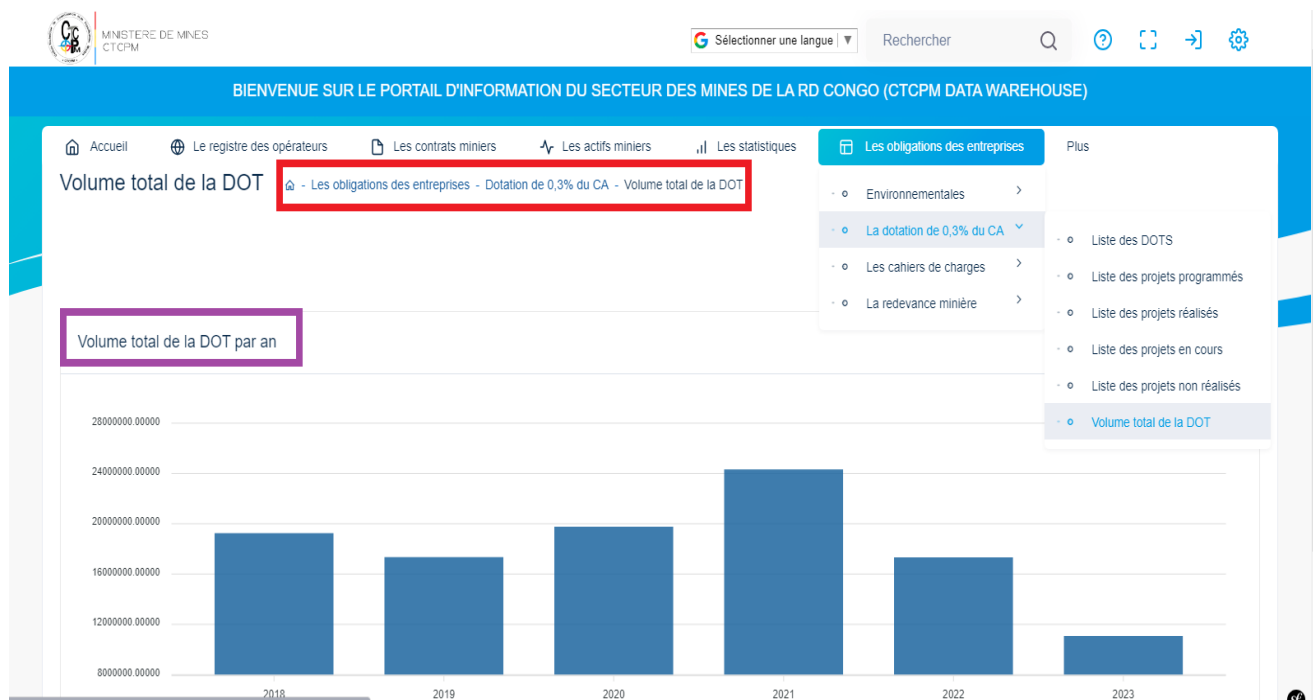 MINISTERE DE MINES
CTCPM
Sélectionner une langue
Rechercher
BIENVENUE SUR LE PORTAIL D'INFORMATION DU SECTEUR DES MINES DE LA RD CONGO (CTCPM DATA WAREHOUSE)
Accueil Le registre des opérateurs Les contrats miniers Les actifs miniers Les statistiques Les obligations des entreprises Plus
Volume total de la DOT - Les obligations des entreprises - Dotation de 0,3% du CA - Volume total de la DOT
Environnementales
La dotation de 0,3% du CA
Les cahiers de charges
La redevance minière
Liste des DOTS
Liste des projets programmés
Liste des projets réalisés
Liste des projets en cours
Liste des projets non réalisés
Volume total de la DOT
Volume total de la DOT par an
28000000.00000
24000000.00000
20000000.00000
16000000.00000
12000000.00000
8000000.00000
2018 2019 2020 2021 2022 2023